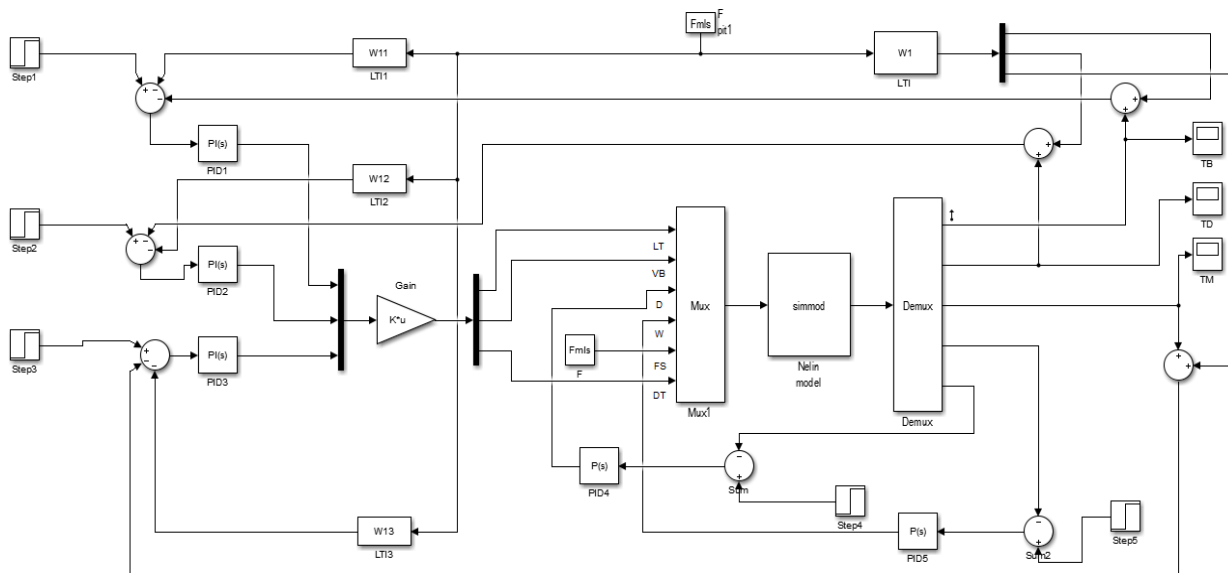 F
Fmls
pit1
Step1
W11
LTI1
W1
LTI
+ −
−
+
+
PI(s)
PID1
TB
W12
LTI2
+
+
Step2
+ −
−
TD
LT
PI(s)
PID2
VB
TM
Gain
D
Mux
simmod
Demux
K*u
W
Step3
+
−
−
PI(s)
PID3
Fmls
F
FS
Nelin
model
+
+
DT
Mux1
Demux
P(s)
PID4
−
+
Sum
Step4
W13
LTI3
P(s)
PID5
−
+
Sum2
Step5